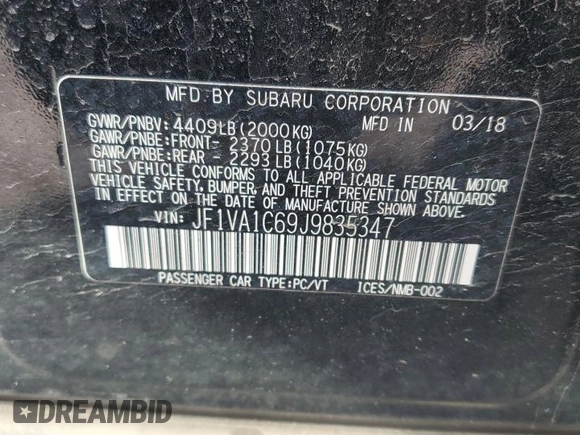 MFD. BY SUBARU CORPORATION
GVWR/PNBV: 4409LB(2000KG) MFD IN 03/18
GAWR/PNBE:FRONT- 2370LB(1075KG)
GAWR/PNBE:REAR - 2293LB(1040KG)
THIS VEHICLE CONFORMS TO ALL APPLICABLE FEDERAL MOTOR
VEHICLE SAFETY, BUMPER, AND THEFT PREVENTION STANDARDS
IN EFFECT ON THE DATE OF MANUFACTURE SHOWN ABOVE.
VIN: JF1VA1C69J9835347
PASSENGER CAR TYPE:PC/VT ICES/NMB-002
DREAMBID